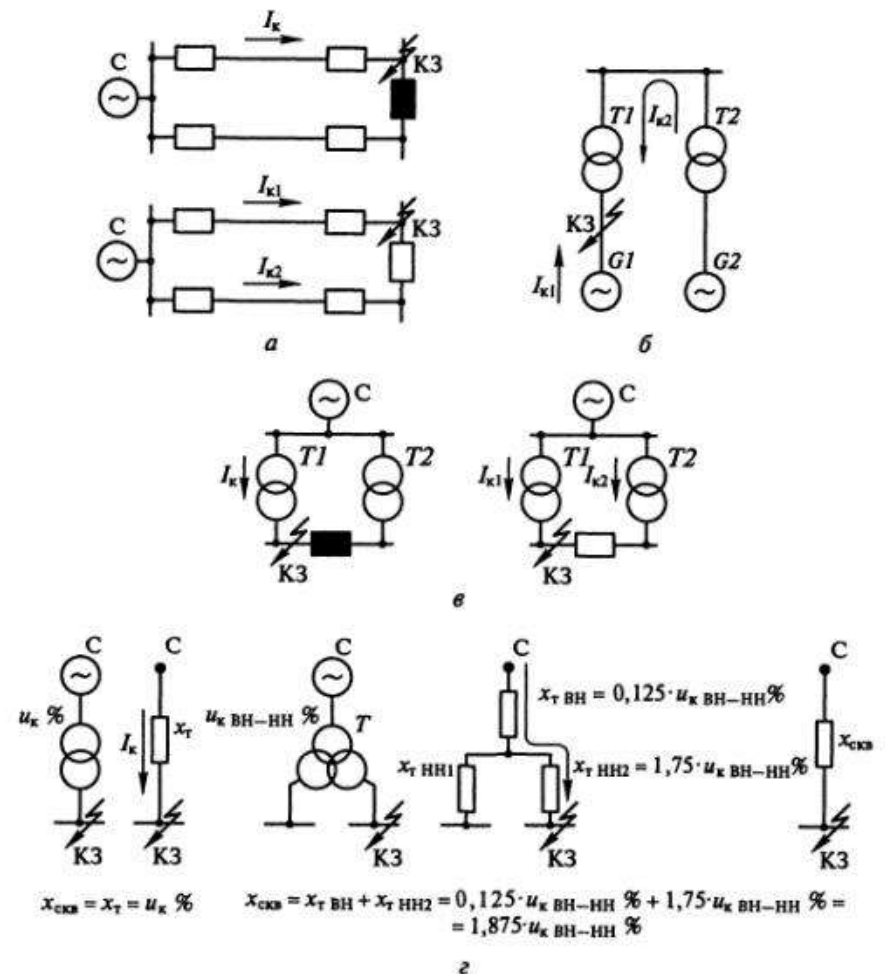 Iк
С
КЗ
Iк1
С
КЗ
Iк2
а
T1
Iк2
T2
КЗ
Iк1
G1
G2
б
С
T1
T2
Iк
КЗ
С
T1
T2
Iк1
Iк2
КЗ
в
С
uк %
КЗ
С
Iк
xт
КЗ
С
uк ВН—НН %
T
КЗ
С
xт ВН = 0,125·uк ВН—НН%
xт НН1
xт НН2 = 1,75·uк ВН—НН%
КЗ
С
xскв
КЗ
xскв = xт = uк %
xскв = xт ВН + xт НН2 = 0,125·uк ВН—НН % + 1,75·uк ВН—НН % =
= 1,875·uк ВН—НН %
г